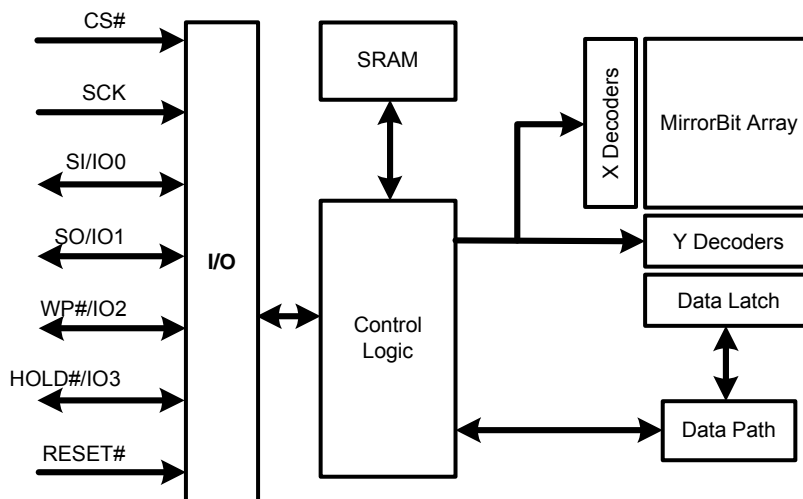 CS#
SCK
SI/IO0
SO/IO1
WP#/IO2
HOLD#/IO3
RESET#
I/O
SRAM
Control
Logic
X Decoders
MirrorBit Array
Y Decoders
Data Latch
Data Path